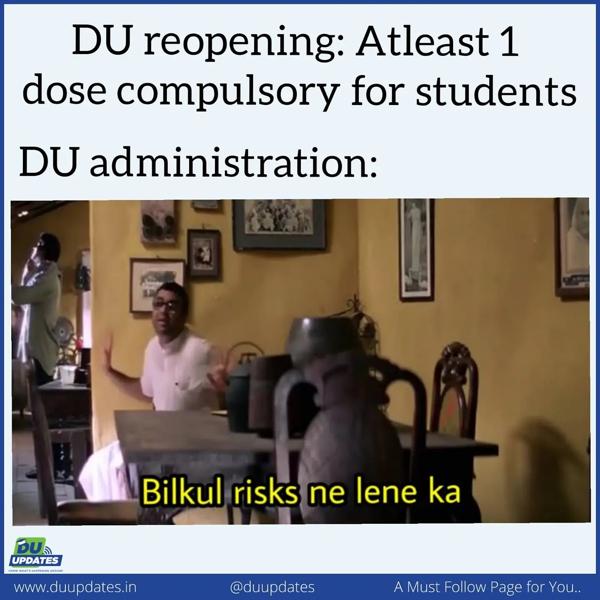 DU reopening: Atleast 1
dose compulsory for students
DU administration:
Bilkul risks ne lene ka
DU
UPDATES
www.duupdates.in @duupdates A Must Follow Page for You..